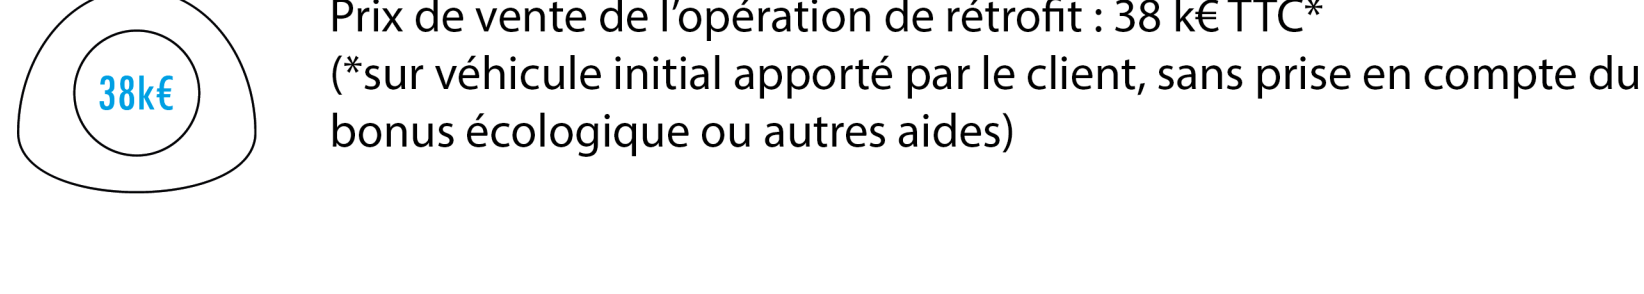 38k€
Prix de vente de l’opération de rétrofit : 38 k€ TTC*
(*sur véhicule initial apporté par le client, sans prise en compte du
bonus écologique ou autres aides)